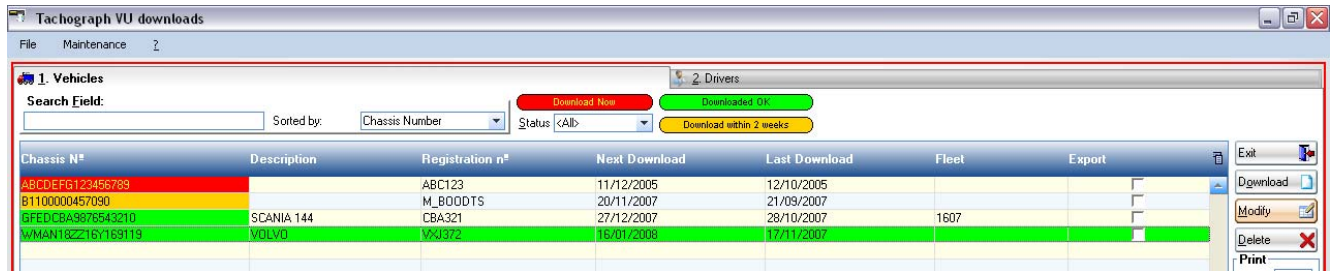 Tachograph VU downloads
File Maintenance ?
1. Vehicles 2. Drivers
Search Field:
Sorted by: Chassis Number Status <All>
Download Now Downloaded OK
Download within 2 weeks
Chassis Nº Description Registration nº Next Download Last Download Fleet Export
ABCDEFG123456789 ABC123 11/12/2005 12/10/2005
B1100000457090 M_BOODTS 20/11/2007 21/09/2007
GFEDCBA9876543210 SCANIA 144 CBA321 27/12/2007 28/10/2007 1607
WMAN18ZZ16Y169119 VOLVO VXJ372 16/01/2008 17/11/2007
Exit
Download
Modify
Delete
Print